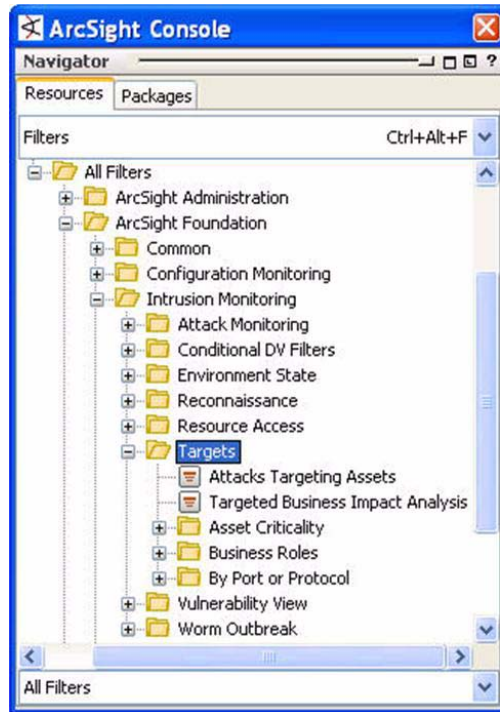 ArcSight Console
Navigator ?
Resources Packages
Filters Ctrl+Alt+F
All Filters
ArcSight Administration
ArcSight Foundation
Common
Configuration Monitoring
Intrusion Monitoring
Attack Monitoring
Conditional DV Filters
Environment State
Reconnaissance
Resource Access
Targets
Attacks Targeting Assets
Targeted Business Impact Analysis
Asset Criticality
Business Roles
By Port or Protocol
Vulnerability View
Worm Outbreak
All Filters